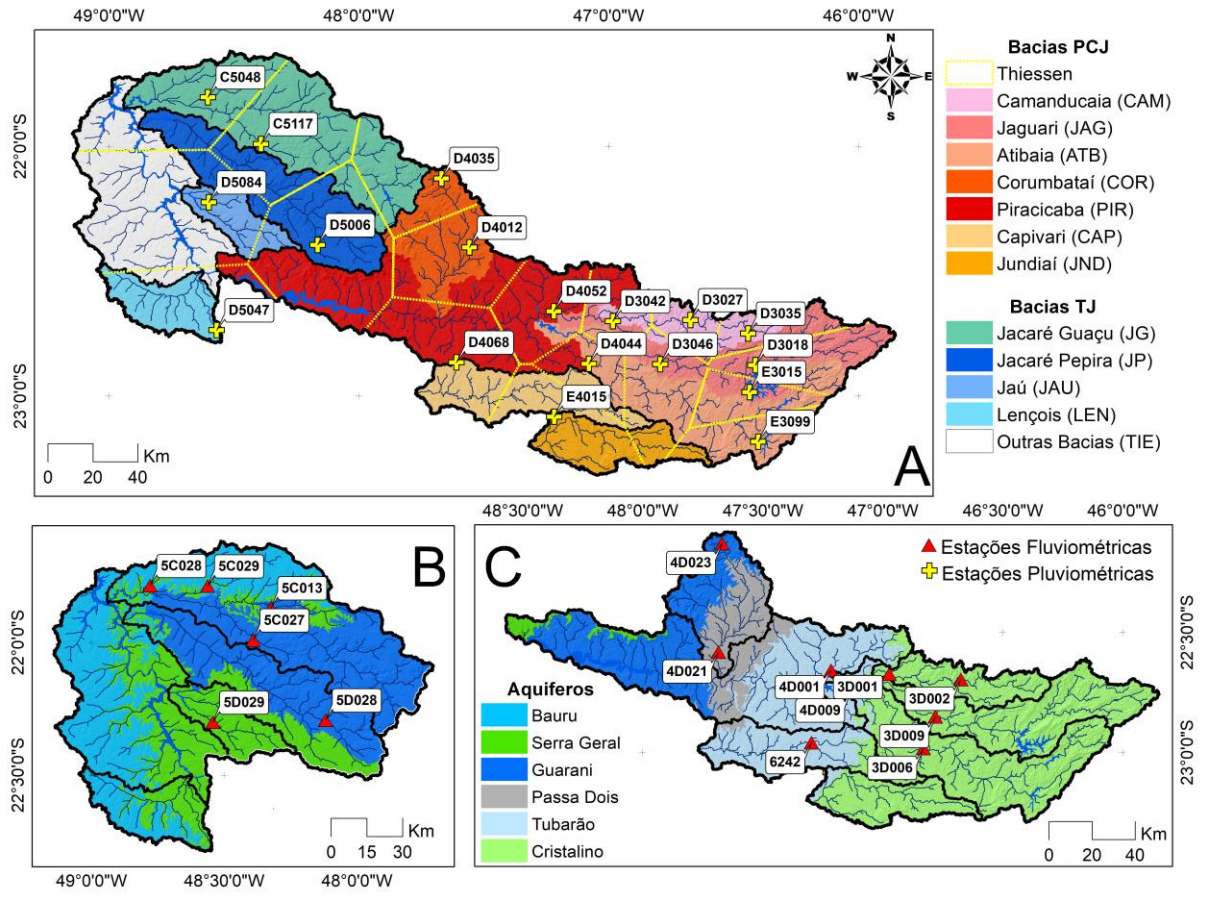 49°0'0"W 48°0'0"W 47°0'0"W 46°0'0"W
22°0'0"S
23°0'0"S
N
W E
S
C5048
C5117
D4035
D5084
D5006
D4012
D5047
D4052
D3042
D3027
D3035
D4068
D4044
D3046
D3018
E3015
E4015
E3099
Km
0 20 40
A
Bacias PCJ
Thiessen
Camanducaia (CAM)
Jaguari (JAG)
Atibaia (ATB)
Corumbataí (COR)
Piracicaba (PIR)
Capivari (CAP)
Jundiaí (JND)
Bacias TJ
Jacaré Guaçu (JG)
Jacaré Pepira (JP)
Jaú (JAU)
Lençois (LEN)
Outras Bacias (TIE)
B
5C028
5C029
5C013
5C027
5D029
5D028
Km
0 15 30
22°0'0"S
22°30'0"S
49°0'0"W 48°30'0"W 48°0'0"W
48°30'0"W 48°0'0"W 47°30'0"W 47°0'0"W 46°30'0"W 46°0'0"W
C
4D023
Estações Fluviométricas
Estações Pluviométricas
4D021
4D001
3D001
3D002
4D009
3D009
6242
3D006
Aquiferos
Bauru
Serra Geral
Guarani
Passa Dois
Tubarão
Cristalino
Km
0 20 40
22°30'0"S
23°0'0"S